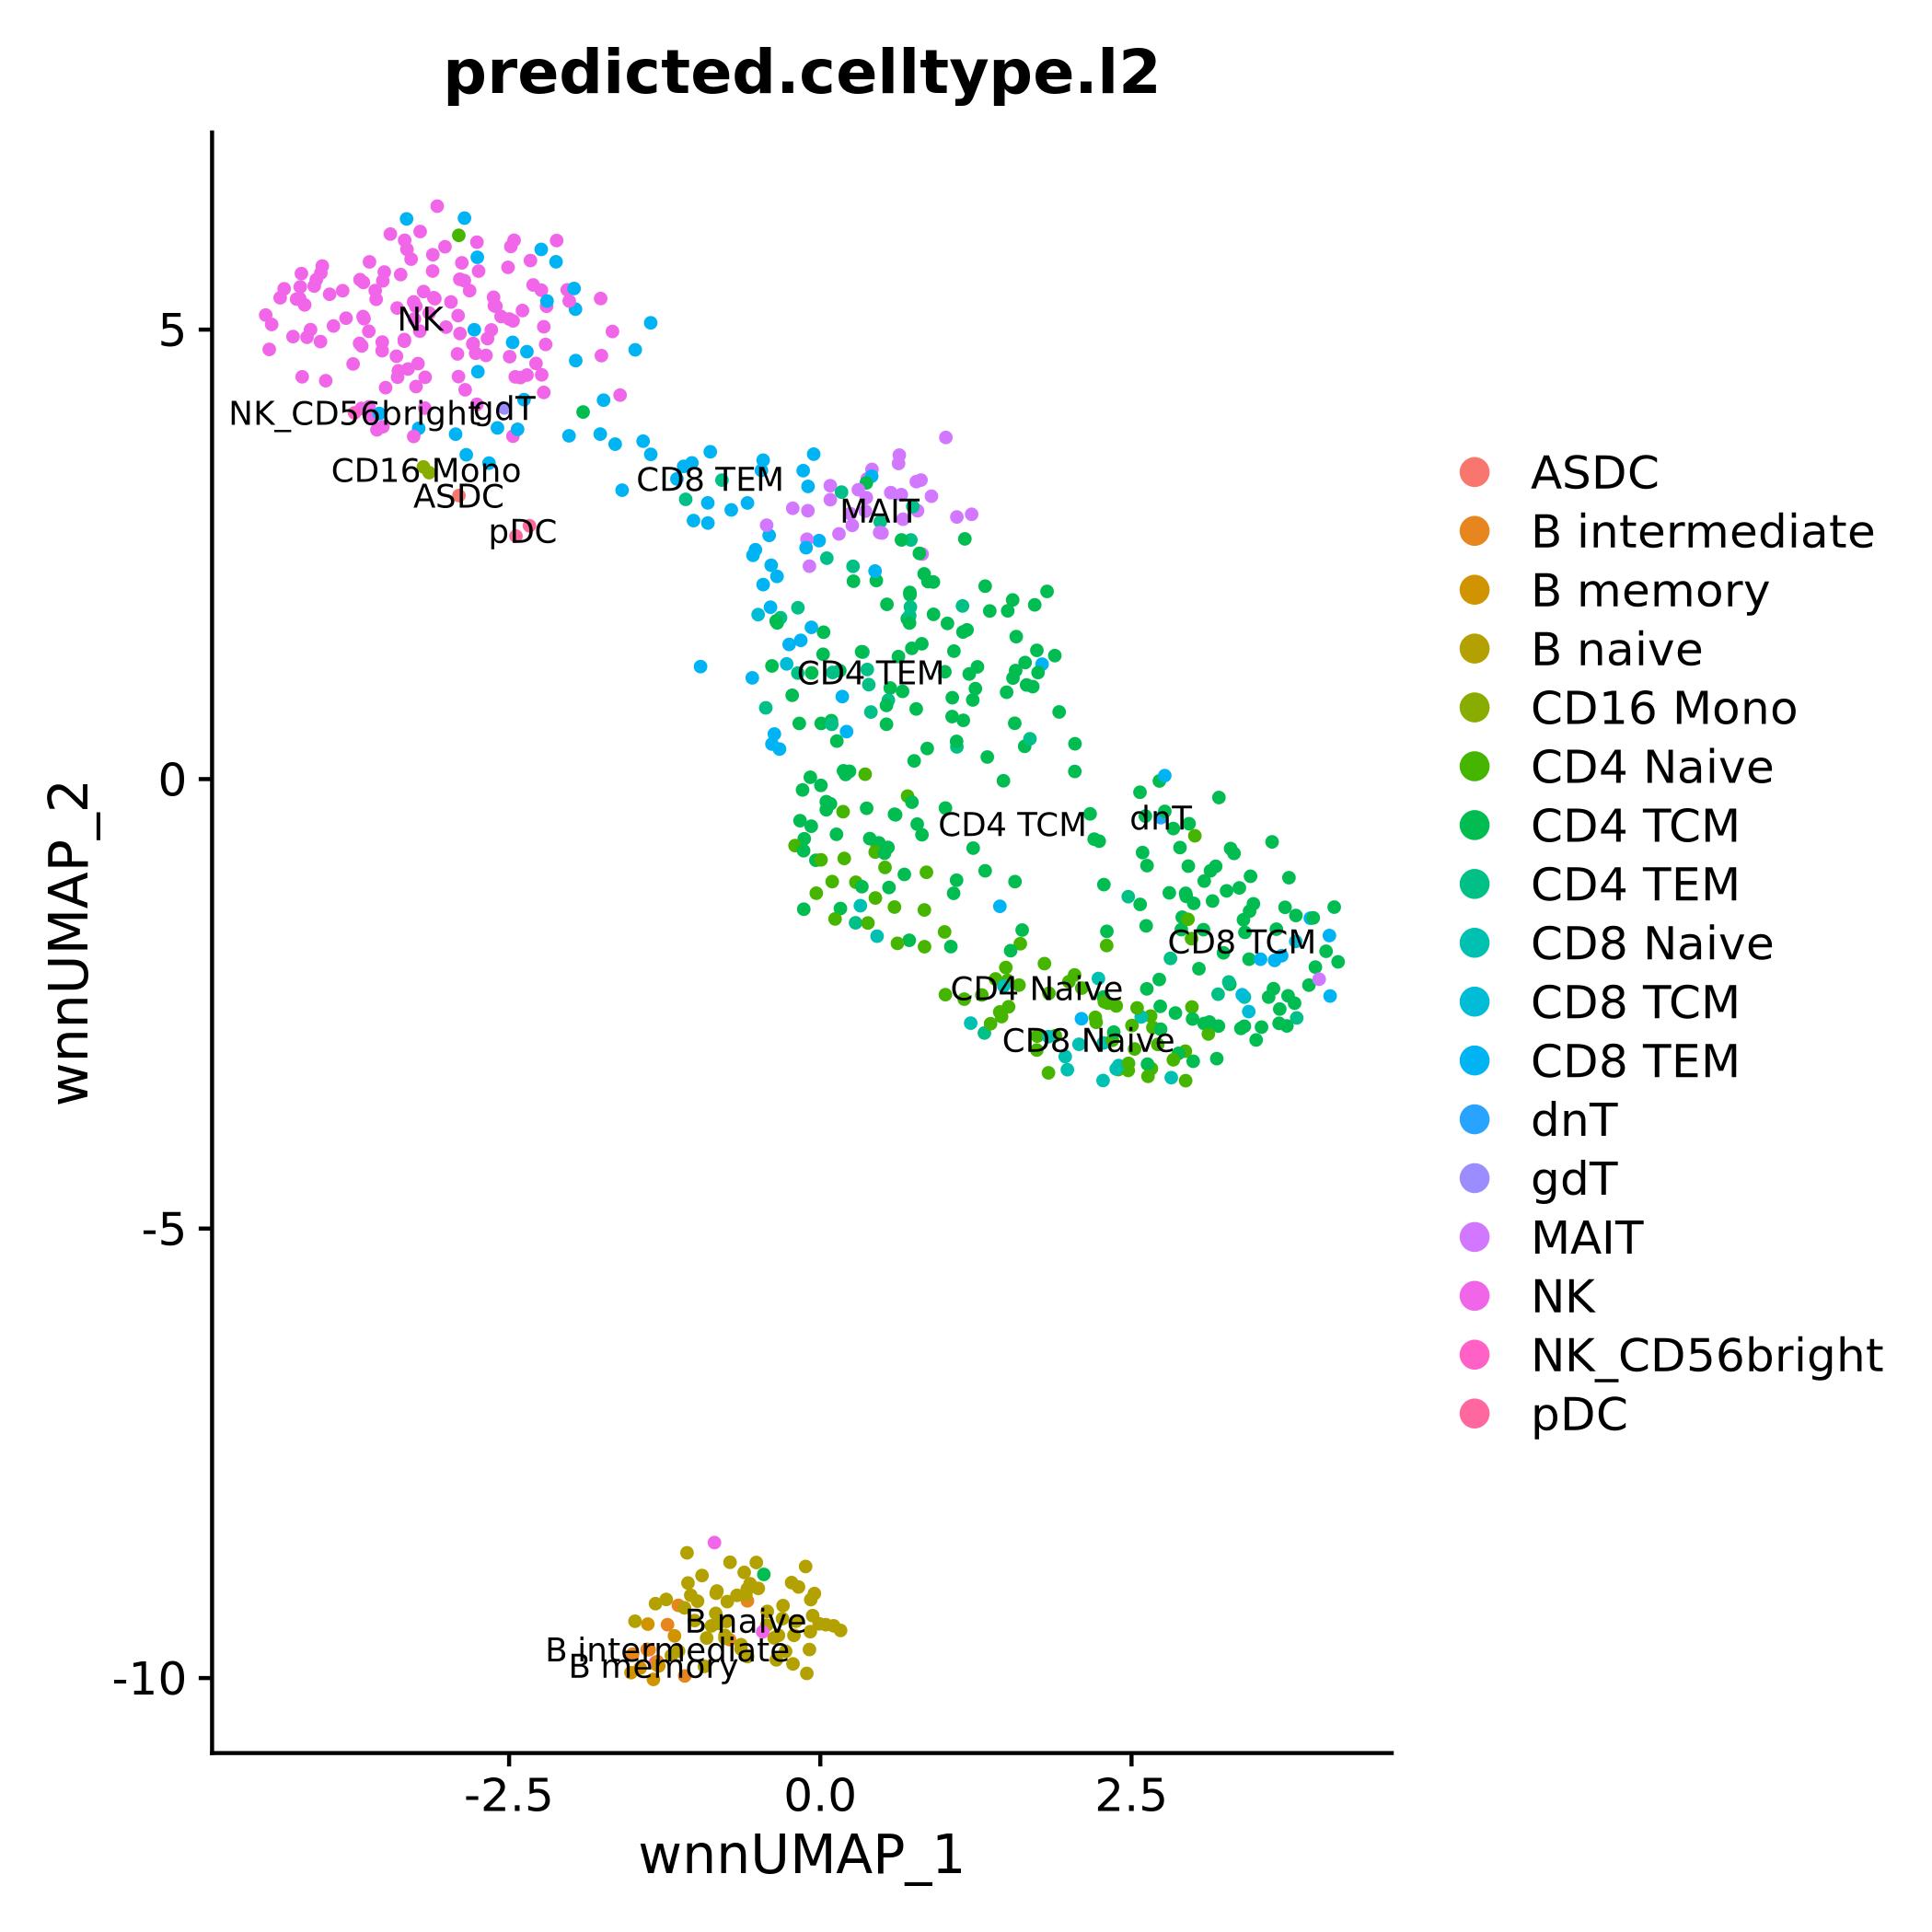 predicted.celltype.l2
wnnUMAP_2
5
0
-5
-10
NK
NK_CD56bright
gdT
CD16 Mono
ASDC
pDC
CD8 TEM
MAIT
CD4 TEM
CD4 TCM
dnT
CD8 TCM
CD4 Naive
CD8 Naive
B naive
B intermediate
B memory
-2.5
0.0
2.5
wnnUMAP_1
ASDC
B intermediate
B memory
B naive
CD16 Mono
CD4 Naive
CD4 TCM
CD4 TEM
CD8 Naive
CD8 TCM
CD8 TEM
dnT
gdT
MAIT
NK
NK_CD56bright
pDC